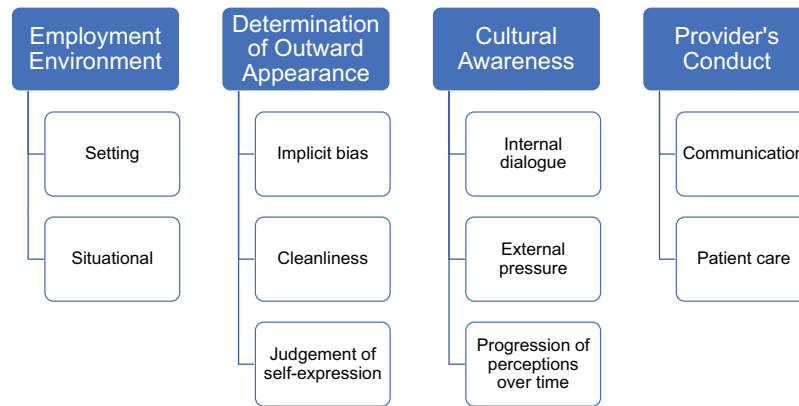 Employment
Environment
Setting
Situational
Determination
of Outward
Appearance
Implicit bias
Cleanliness
Judgement of
self-expression
Cultural
Awareness
Internal
dialogue
External
pressure
Progression of
perceptions
over time
Provider's
Conduct
Communication
Patient care